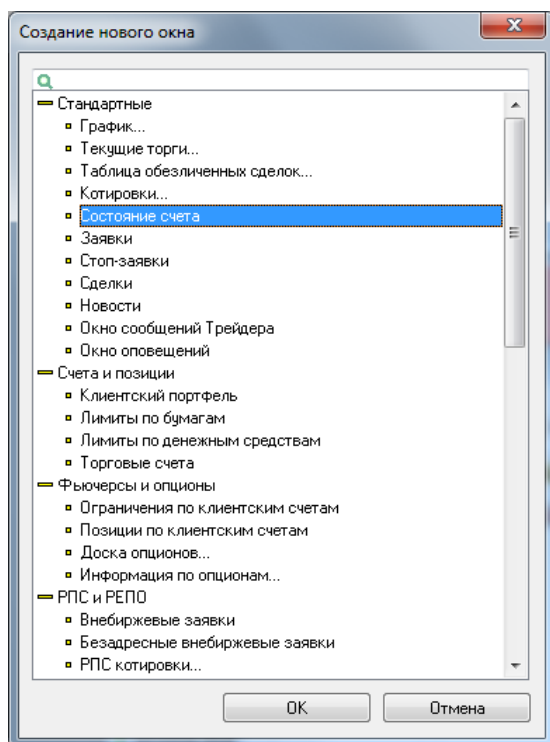 Создание нового окна
Стандартные
График...
Текущие торги...
Таблица обезличенных сделок...
Котировки...
Состояние счета
Заявки
Стоп-заявки
Сделки
Новости
Окно сообщений Трейдера
Окно оповещений
Счета и позиции
Клиентский портфель
Лимиты по бумагам
Лимиты по денежным средствам
Торговые счета
Фьючерсы и опционы
Ограничения по клиентским счетам
Позиции по клиентским счетам
Доска опционов...
Информация по опционам...
РПС и РЕПО
Внебиржевые заявки
Безадресные внебиржевые заявки
РПС котировки...
OK
Отмена